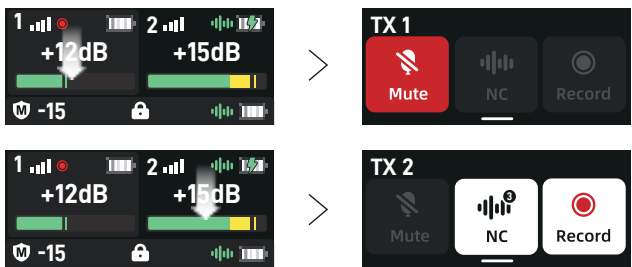 1 2
+12dB +15dB
M -15
TX 1
Mute NC Record
1 2
+12dB +15dB
M -15
TX 2
Mute NC 3 Record